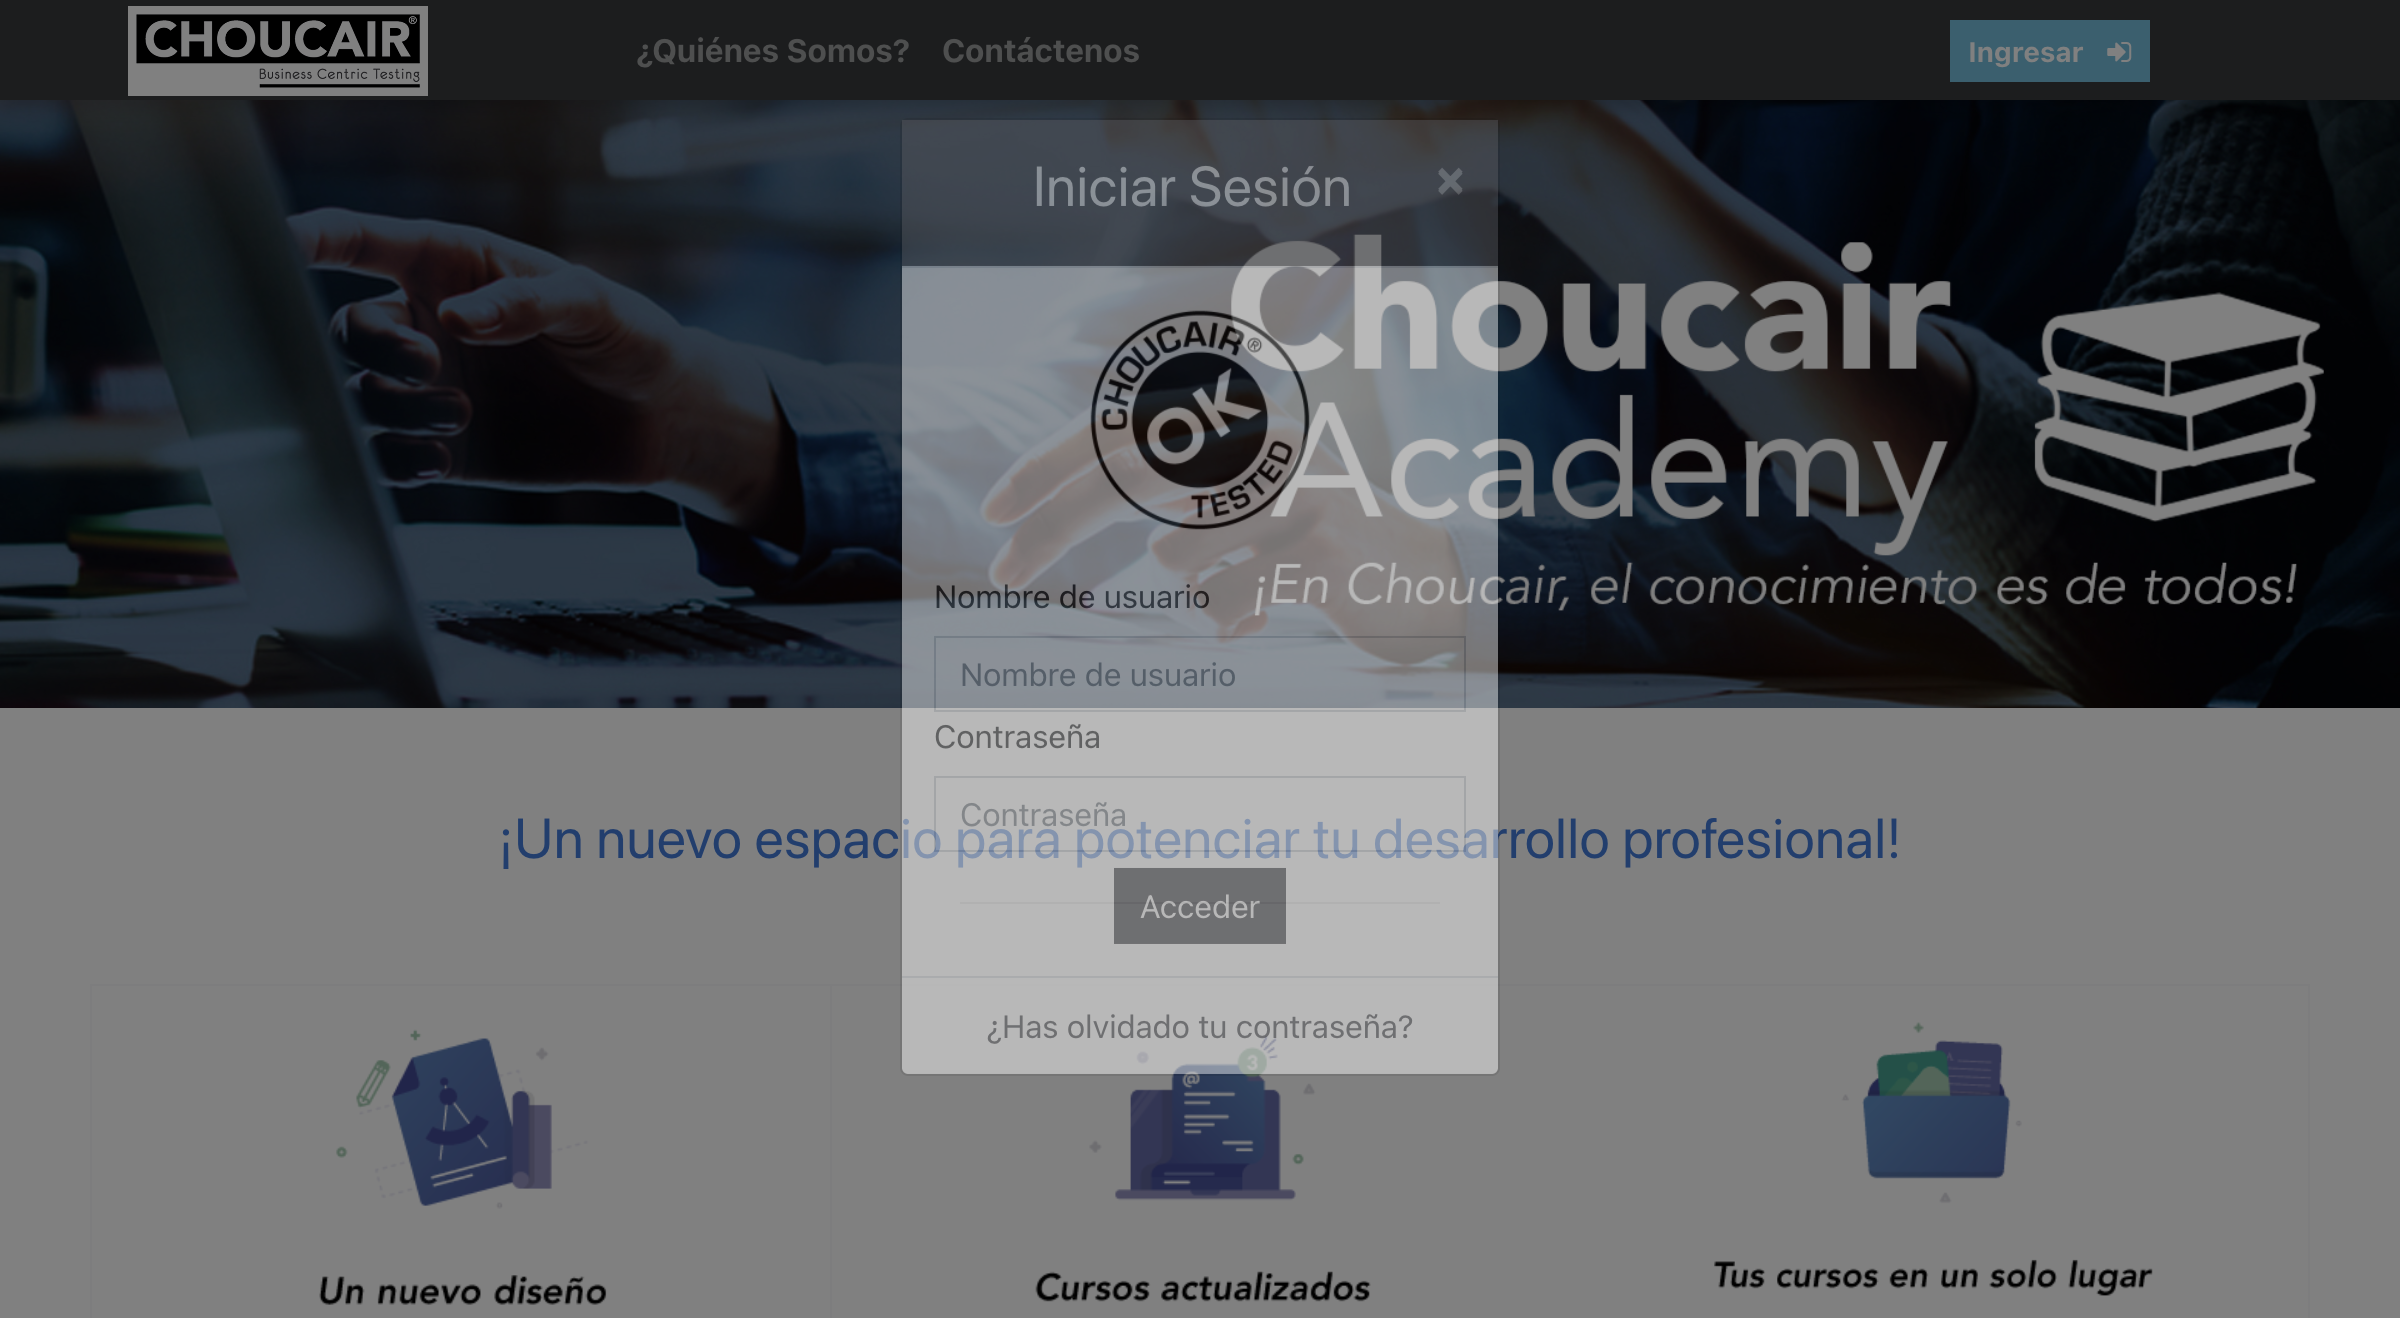 CHOUCAIR®
Business Centric Testing
¿Quiénes Somos?
Contáctenos
Ingresar
Iniciar Sesión
×
CHOUCAIR®
OK
TESTED
Choucair
Academy
¡En Choucair, el conocimiento es de todos!
Nombre de usuario
Nombre de usuario
Contraseña
Contraseña
¡Un nuevo espacio para potenciar tu desarrollo profesional!
Acceder
¿Has olvidado tu contraseña?
3
@
A
Un nuevo diseño
Cursos actualizados
Tus cursos en un solo lugar